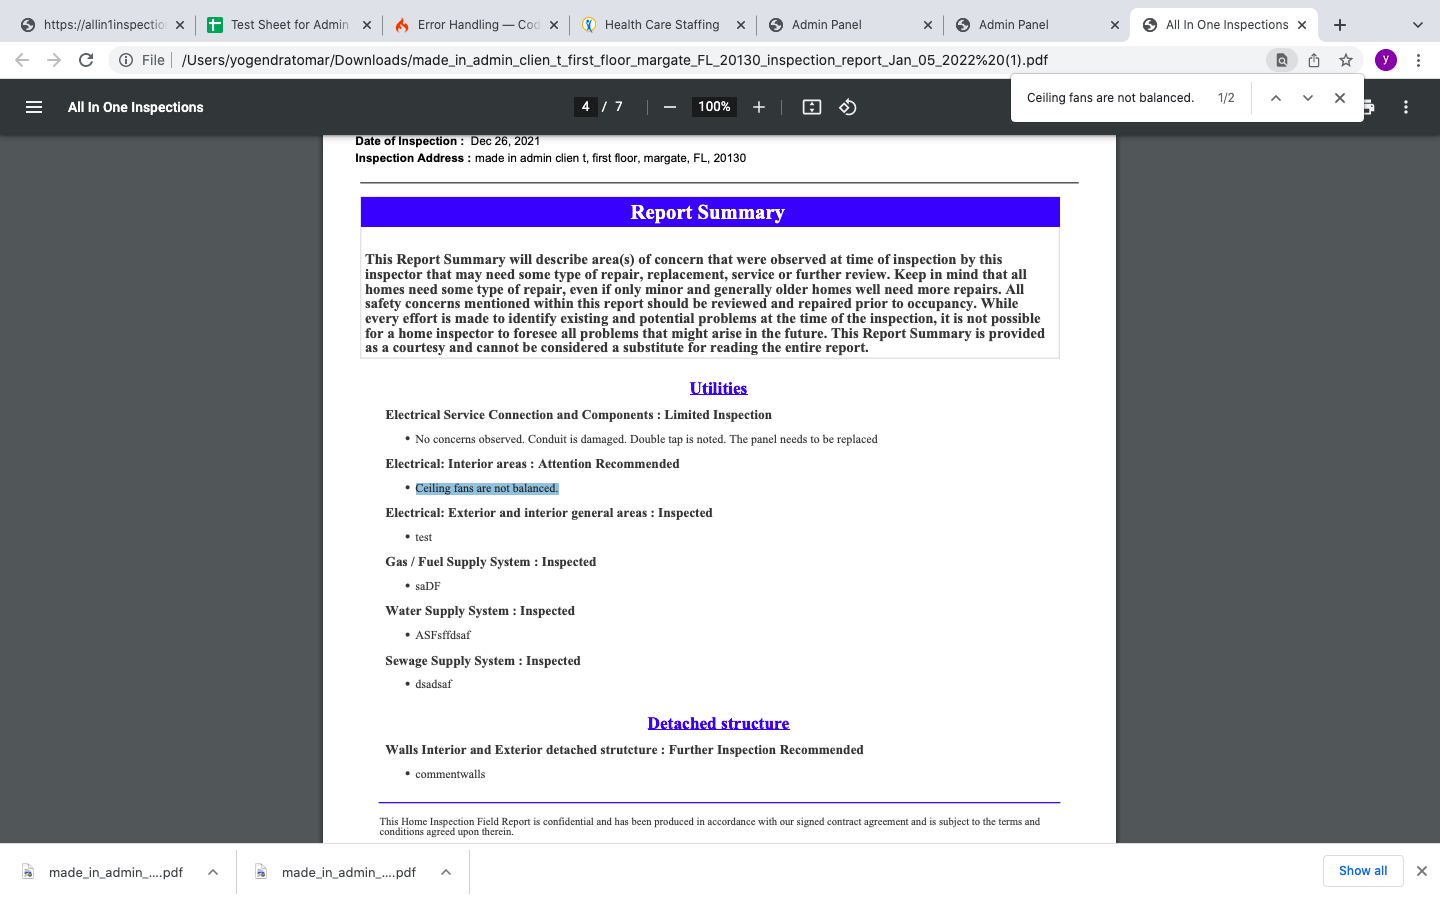 https://allin1inspectio
Test Sheet for Admin
Error Handling — Cod
Health Care Staffing
Admin Panel
Admin Panel
All In One Inspections
File
/Users/yogendratomar/Downloads/made_in_admin_clien_t_first_floor_margate_FL_20130_inspection_report_Jan_05_2022%20(1).pdf
y
All In One Inspections
4 / 7
100%
Ceiling fans are not balanced.
1/2
Date of Inspection : Dec 26, 2021
Inspection Address : made in admin clien t, first floor, margate, FL, 20130
Report Summary
This Report Summary will describe area(s) of concern that were observed at time of inspection by this
inspector that may need some type of repair, replacement, service or further review. Keep in mind that all
homes need some type of repair, even if only minor and generally older homes well need more repairs. All
safety concerns mentioned within this report should be reviewed and repaired prior to occupancy. While
every effort is made to identify existing and potential problems at the time of the inspection, it is not possible
for a home inspector to foresee all problems that might arise in the future. This Report Summary is provided
as a courtesy and cannot be considered a substitute for reading the entire report.
Utilities
Electrical Service Connection and Components : Limited Inspection
• No concerns observed. Conduit is damaged. Double tap is noted. The panel needs to be replaced
Electrical: Interior areas : Attention Recommended
• Ceiling fans are not balanced.
Electrical: Exterior and interior general areas : Inspected
• test
Gas / Fuel Supply System : Inspected
• saDF
Water Supply System : Inspected
• ASFsffdsaf
Sewage Supply System : Inspected
• dsadsaf
Detached structure
Walls Interior and Exterior detached strutcture : Further Inspection Recommended
• commentwalls
This Home Inspection Field Report is confidential and has been produced in accordance with our signed contract agreement and is subject to the terms and
conditions agreed upon therein.
made_in_admin_....pdf
made_in_admin_....pdf
Show all